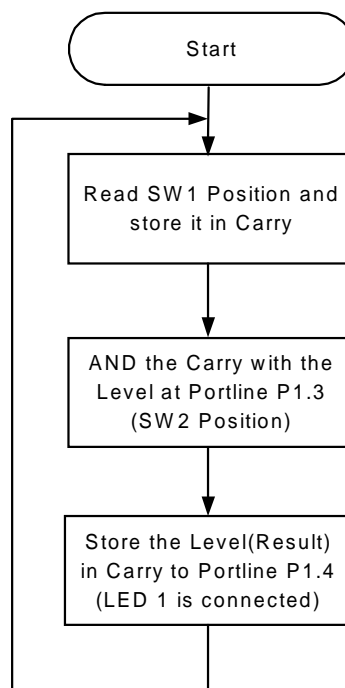 Start
Read SW1 Position and
store it in Carry
AND the Carry with the
Level at Portline P1.3
(SW2 Position)
Store the Level(Result)
in Carry to Portline P1.4
(LED 1 is connected)